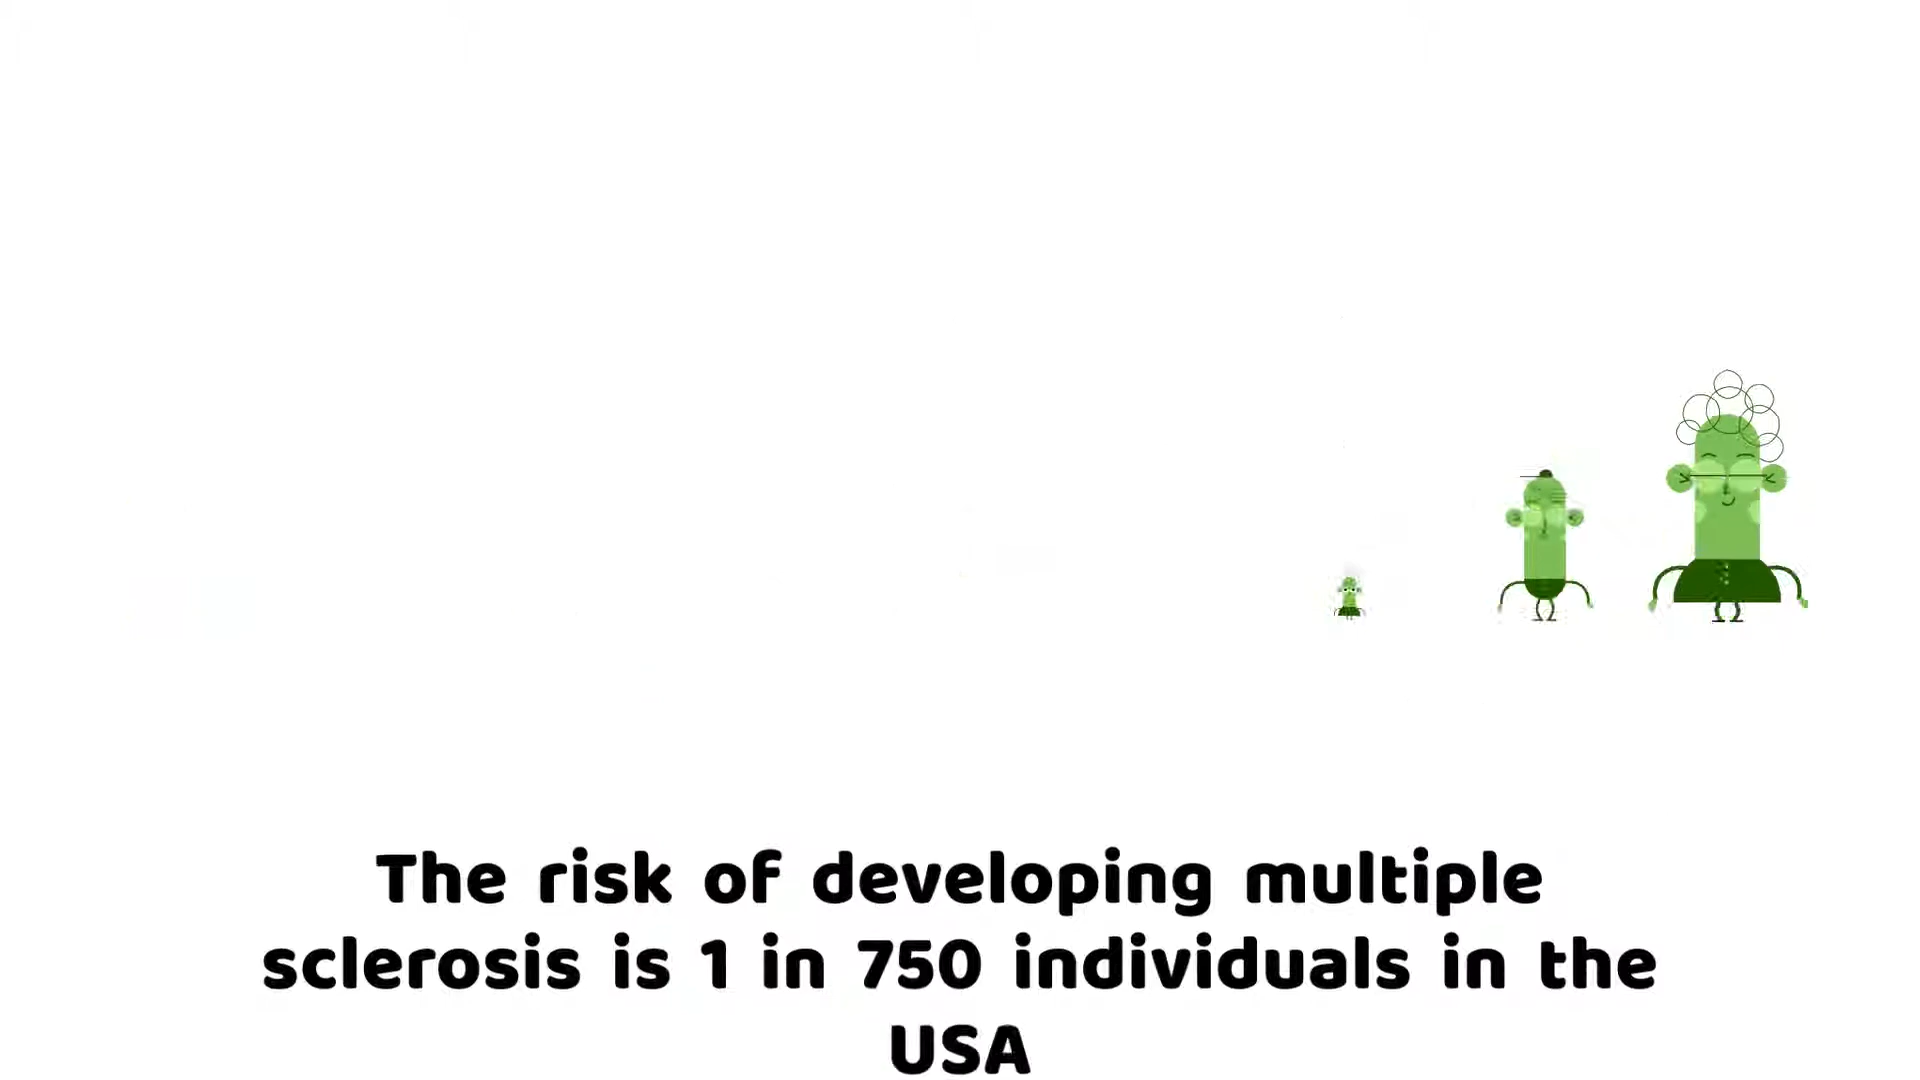 The risk of developing multiple
sclerosis is 1 in 750 individuals in the
USA